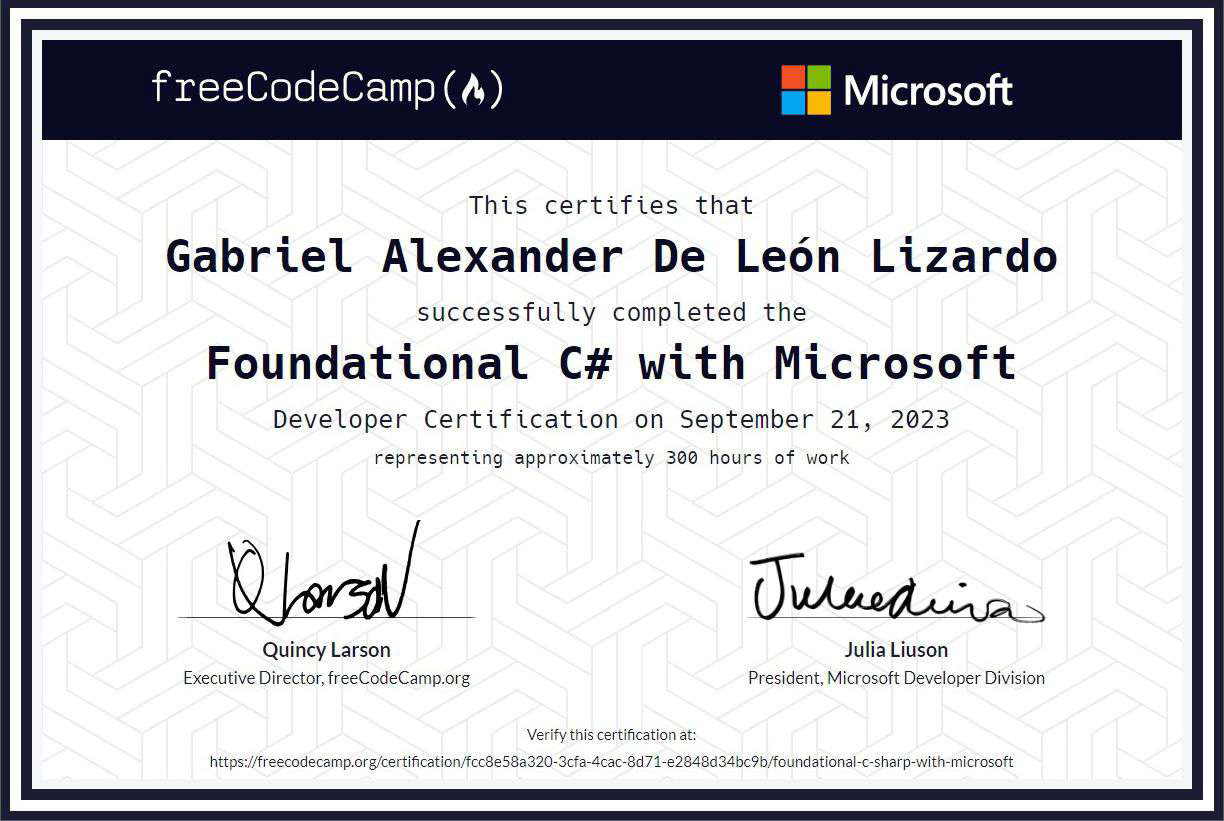 freeCodeCamp
Microsoft
This certifies that
Gabriel Alexander De León Lizardo
successfully completed the
Foundational C# with Microsoft
Developer Certification on September 21, 2023
representing approximately 300 hours of work
Quincy Larson
Executive Director, freeCodeCamp.org
Julia Liuson
President, Microsoft Developer Division
Verify this certification at:
https://freecodecamp.org/certification/fcc8e58a320-3cfa-4cac-8d71-e2848d34bc9b/foundational-c-sharp-with-microsoft